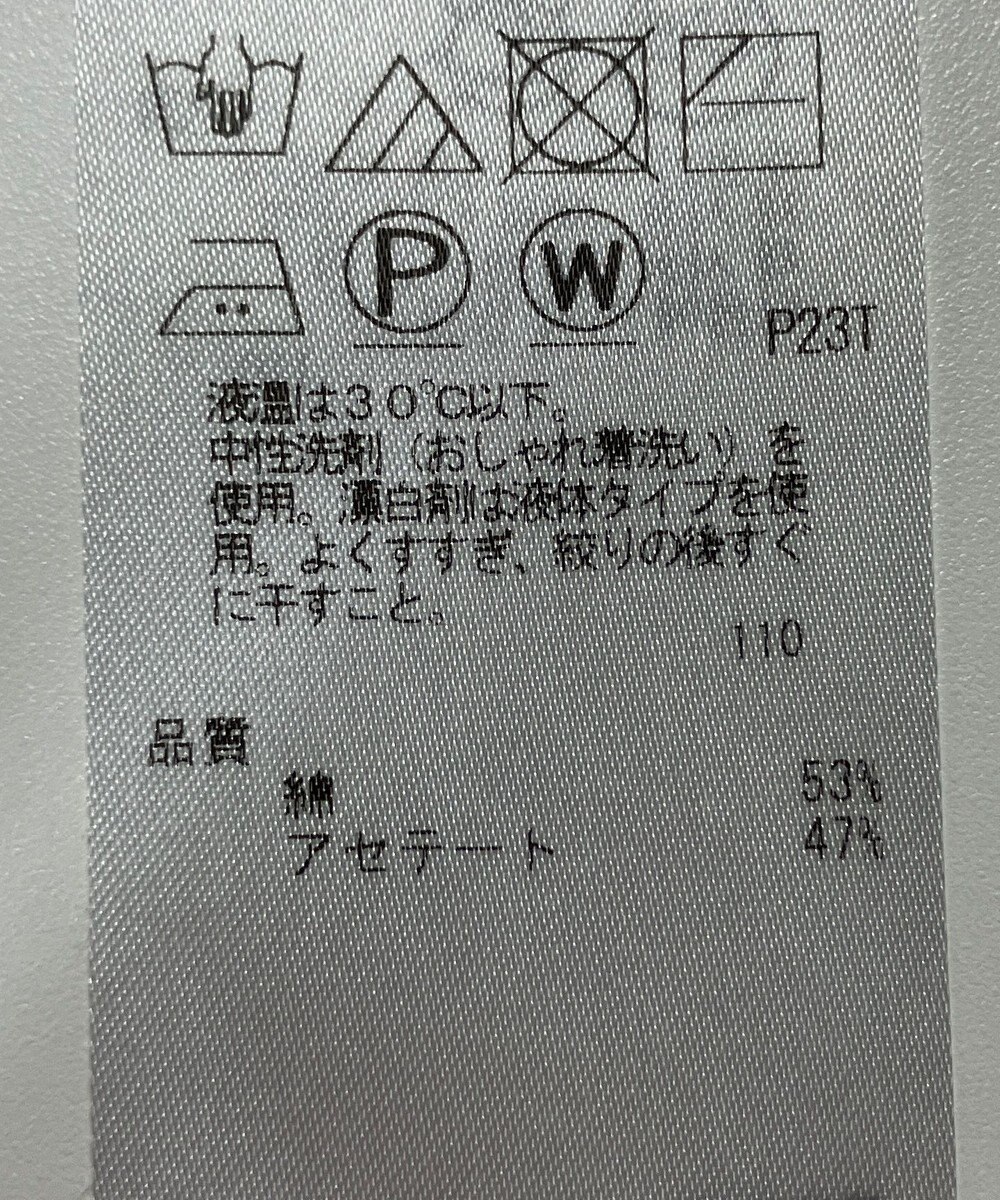 P W
P23T
液温は30℃以下。
中性洗剤(おしゃれ着洗い)を
使用。漂白剤は液体タイプを使
用。よくすすぎ、絞りの後すぐ
に干すこと。
110
品質
綿 53%
アセテート 47%